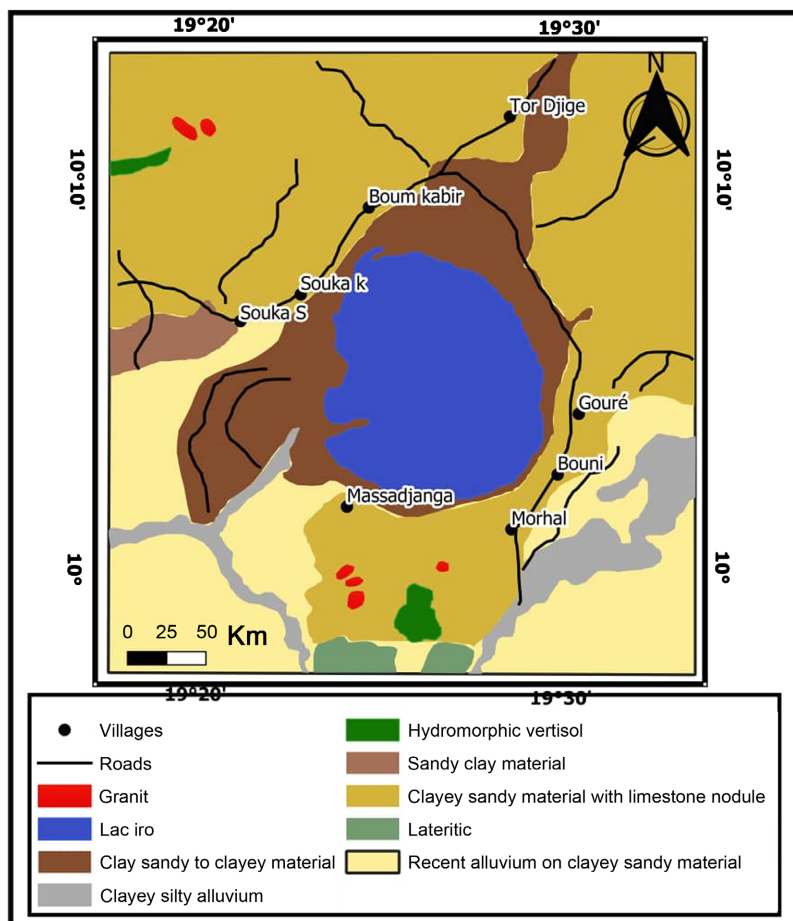 19°20' 19°30'
N
Tor Djige
10°10' 10°10'
Boum kabir
Souka k
Souka S
Gouré
Bouni
Massadjanga
Morhal
10° 10°
0 25 50 Km
19°20' 19°30'
Villages
Roads
Granit
Lac iro
Clay sandy to clayey material
Clayey silty alluvium
Hydromorphic vertisol
Sandy clay material
Clayey sandy material with limestone nodule
Lateritic
Recent alluvium on clayey sandy material